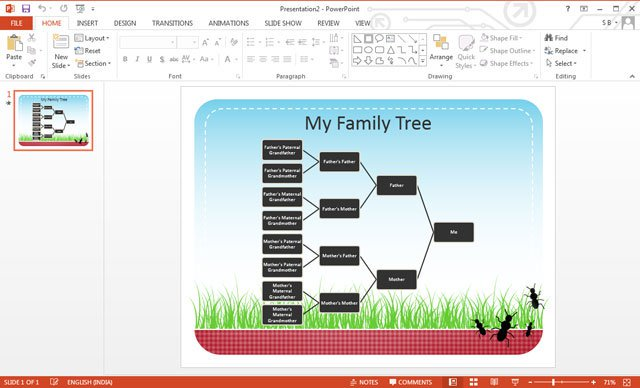 Presentation2 - PowerPoint
FILE HOME INSERT DESIGN TRANSITIONS ANIMATIONS SLIDE SHOW REVIEW VIEW S B
Paste
Clipboard
New
Slide
Layout
Reset
Section
Slides
Font
Paragraph
Arrange
Quick
Styles
Shape Fill
Shape Outline
Shape Effects
Drawing
Find
Replace
Select
Editing
1
My Family Tree
My Family Tree
Father's Paternal
Grandfather
Father's Paternal
Grandmother
Father's Maternal
Grandfather
Father's Maternal
Grandmother
Mother's Paternal
Grandfather
Mother's Paternal
Grandmother
Mother's
Maternal
Grandfather
Mother's
Maternal
Grandmother
Father's Father
Father's Mother
Mother's Father
Mother's Mother
Father
Mother
Me
SLIDE 1 OF 1 ENGLISH (INDIA) NOTES COMMENTS 71%